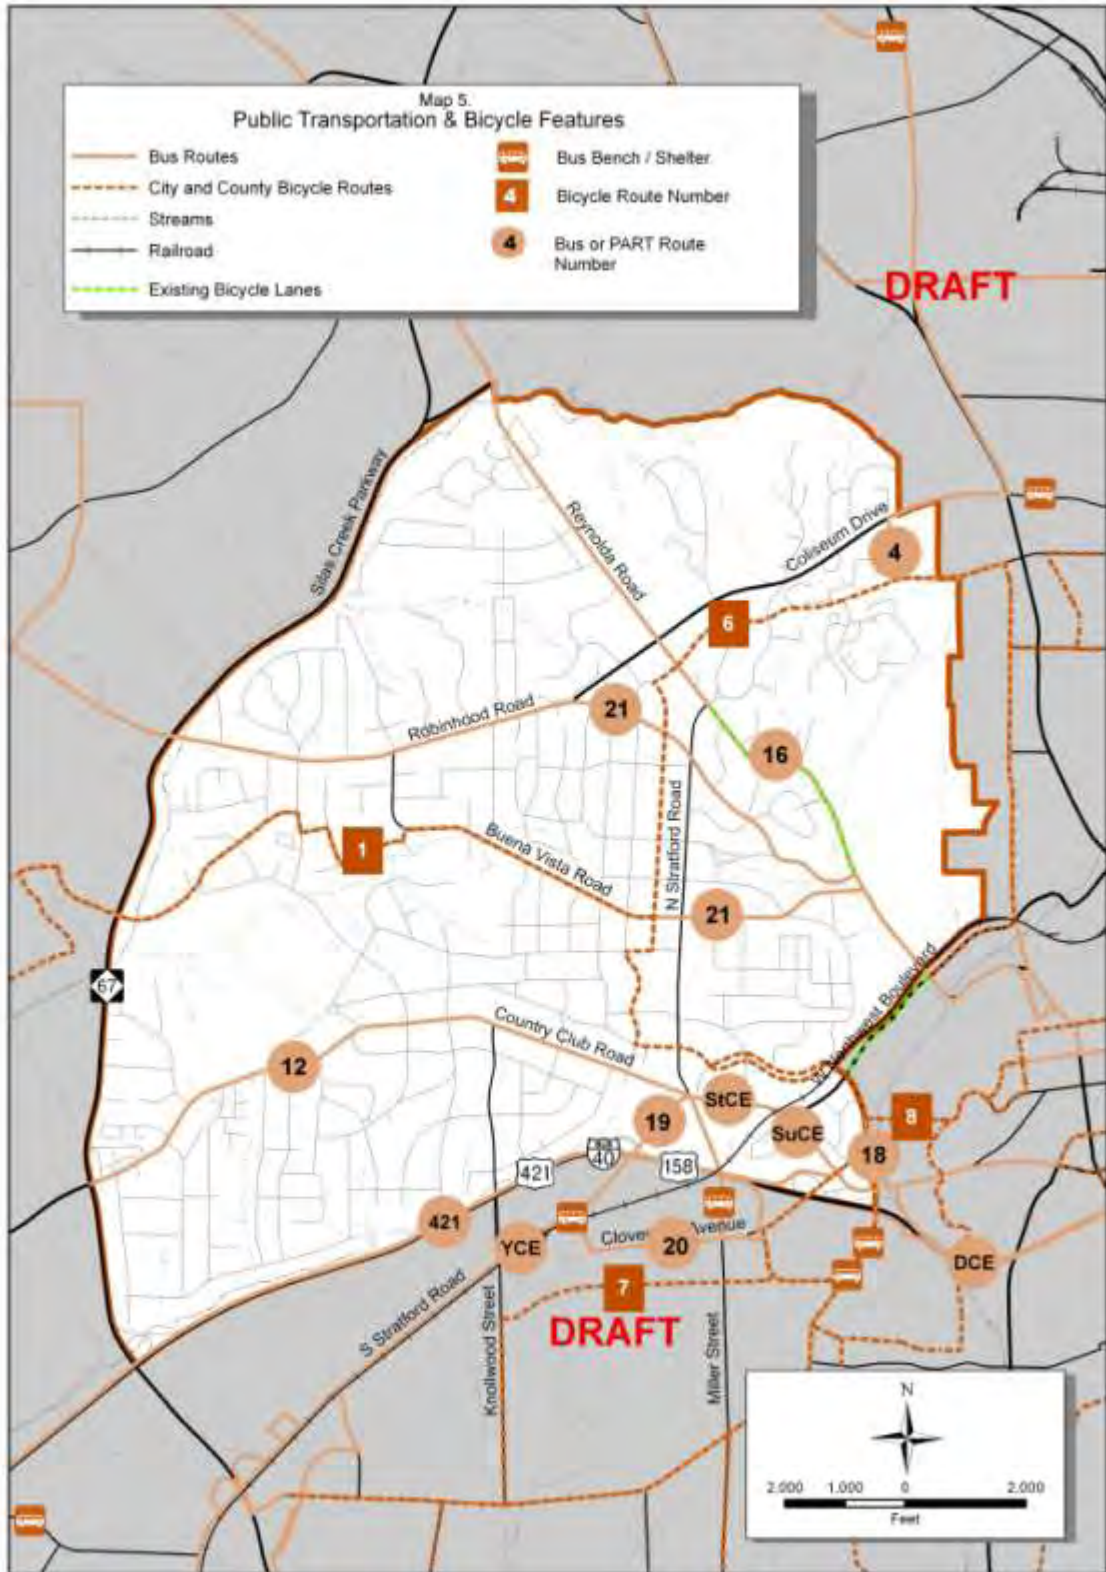 Map 5.
Public Transportation & Bicycle Features
Bus Routes
City and County Bicycle Routes
Streams
Railroad
Existing Bicycle Lanes
Bus Bench / Shelter
4
Bicycle Route Number
4
Bus or PART Route
Number
DRAFT
Silas Creek Parkway
Reynolda Road
Coliseum Drive
4
6
Robinhood Road
21
16
N Stratford Road
1
Buena Vista Road
21
67
W Northwest Boulevard
Country Club Road
12
StCE
19
SuCE
8
18
40
158
421
421
YCE
20
Avenue
DCE
7
DRAFT
S Stratford Road
Knollwood Street
Miller Street
N
2,000
1,000
0
2,000
Feet